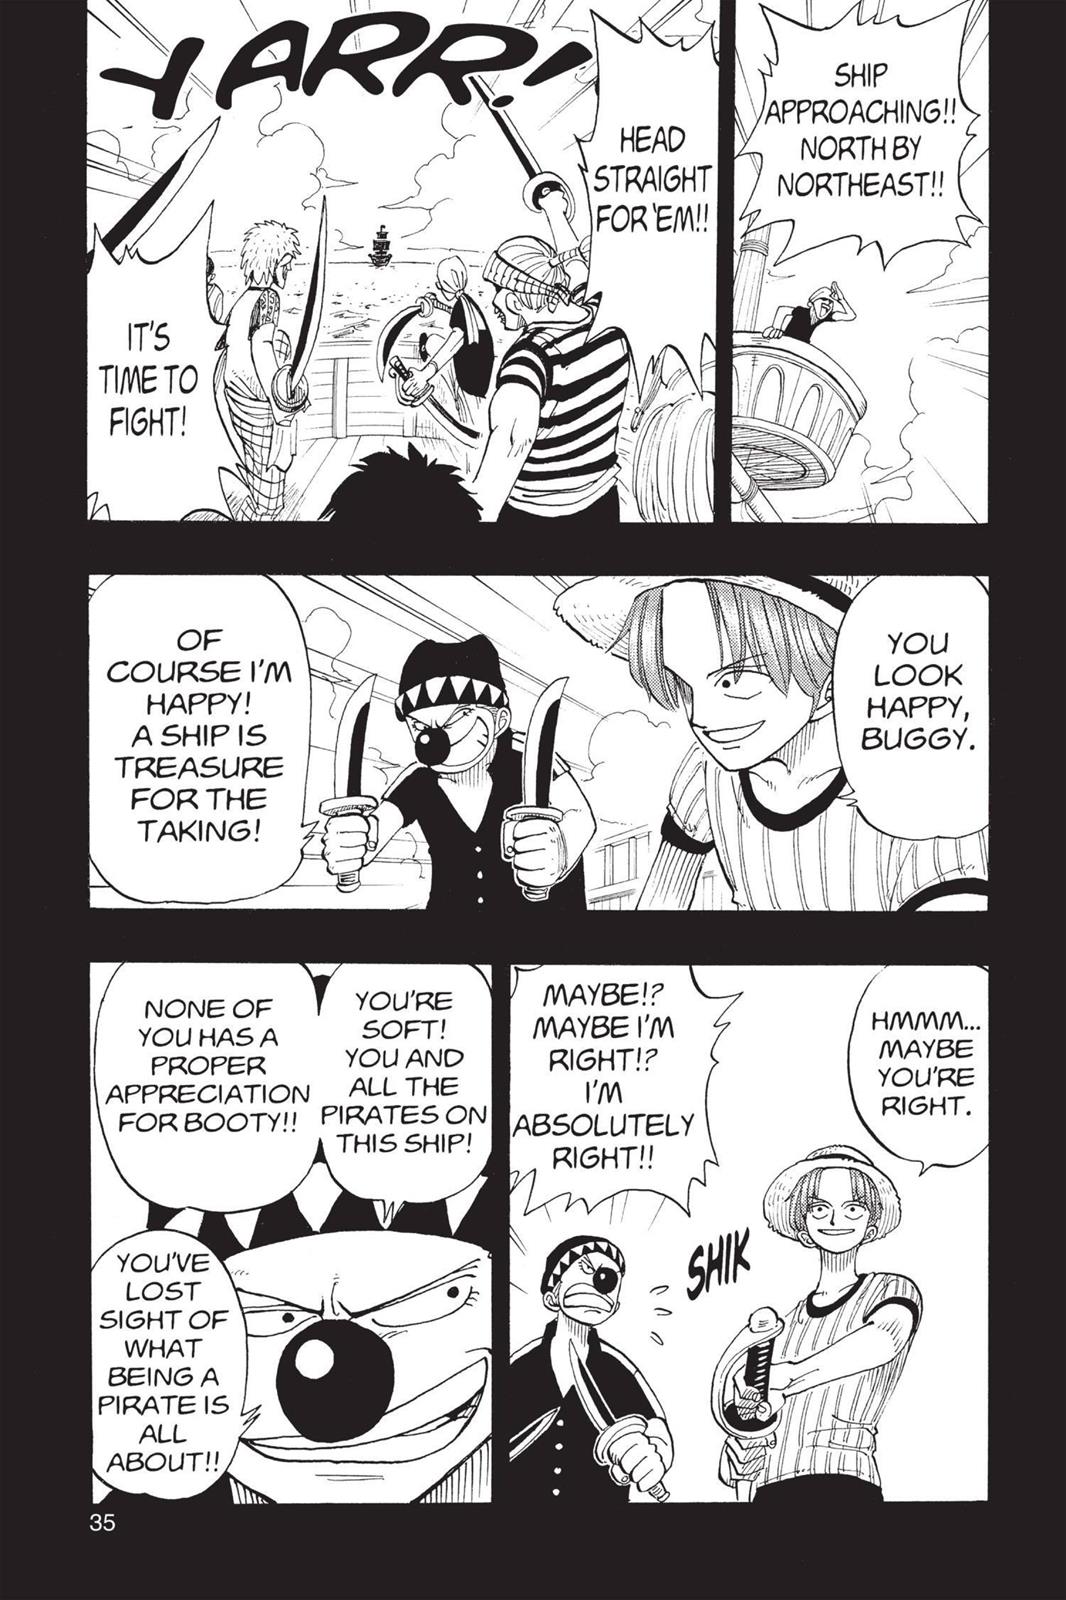 SHIP
APPROACHING!!
NORTH BY
NORTHEAST!!
HEAD
STRAIGHT
FOR 'EM!!
YARR!
IT'S
TIME TO
FIGHT!
YOU
LOOK
HAPPY,
BUGGY.
OF
COURSE I'M
HAPPY!
A SHIP IS
TREASURE
FOR THE
TAKING!
HMMM...
MAYBE
YOU'RE
RIGHT.
SHIK
MAYBE!?
MAYBE I'M
RIGHT!?
I'M
ABSOLUTELY
RIGHT!!
YOU'RE
SOFT!
YOU AND
ALL THE
PIRATES ON
THIS SHIP!
NONE OF
YOU HAS A
PROPER
APPRECIATION
FOR BOOTY!!
YOU'VE
LOST
SIGHT OF
WHAT
BEING A
PIRATE IS
ALL
ABOUT!!
35